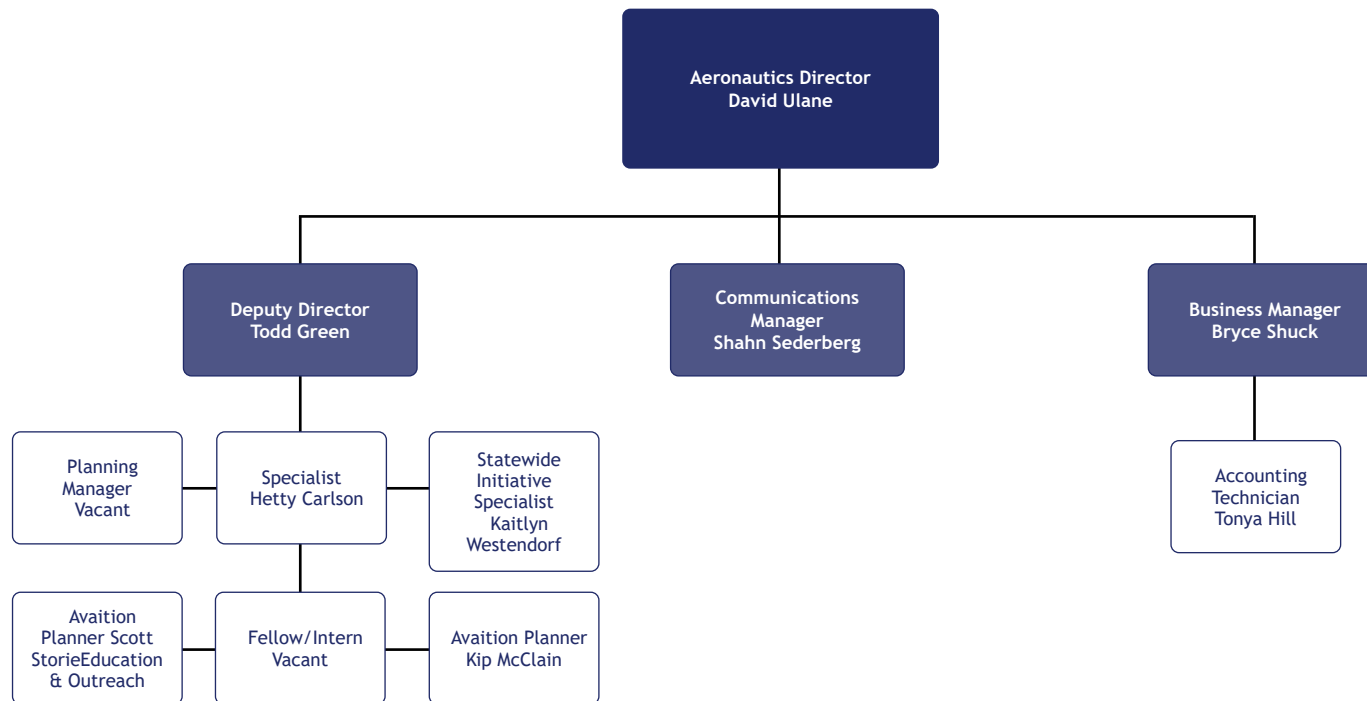 Aeronautics Director
David Ulane
Deputy Director
Todd Green
Communications
Manager
Shahn Sederberg
Business Manager
Bryce Shuck
Planning
Manager
Vacant
Specialist
Hetty Carlson
Statewide
Initiative
Specialist
Kaitlyn
Westendorf
Accounting
Technician
Tonya Hill
Avaition
Planner Scott
StorieEducation
& Outreach
Fellow/Intern
Vacant
Avaition Planner
Kip McClain